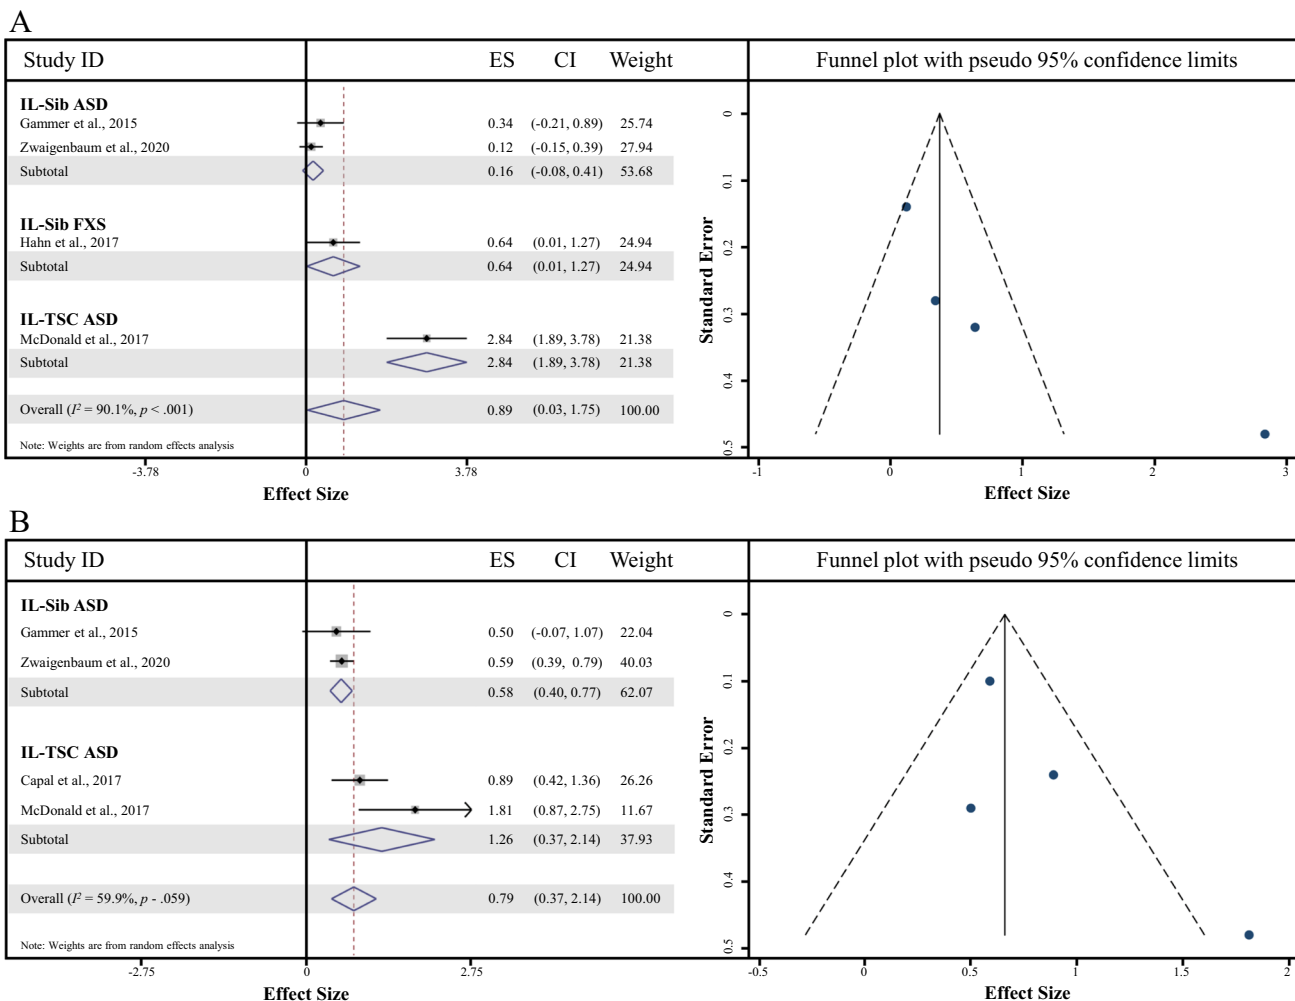 A
Study ID ES CI Weight Funnel plot with pseudo 95% confidence limits
IL-Sib ASD
Gammer et al., 2015 0.34 (-0.21, 0.89) 25.74
Zwaigenbaum et al., 2020 0.12 (-0.15, 0.39) 27.94
Subtotal 0.16 (-0.08, 0.41) 53.68
IL-Sib FXS
Hahn et al., 2017 0.64 (0.01, 1.27) 24.94
Subtotal 0.64 (0.01, 1.27) 24.94
IL-TSC ASD
McDonald et al., 2017 2.84 (1.89, 3.78) 21.38
Subtotal 2.84 (1.89, 3.78) 21.38
Overall (I² = 90.1%, p < .001) 0.89 (0.03, 1.75) 100.00
Note: Weights are from random effects analysis
-3.78 0 3.78
Effect Size
Standard Error
0
0.1
0.2
0.3
0.4
0.5
-1 0 1 2 3
Effect Size
B
Study ID ES CI Weight Funnel plot with pseudo 95% confidence limits
IL-Sib ASD
Gammer et al., 2015 0.50 (-0.07, 1.07) 22.04
Zwaigenbaum et al., 2020 0.59 (0.39, 0.79) 40.03
Subtotal 0.58 (0.40, 0.77) 62.07
IL-TSC ASD
Capal et al., 2017 0.89 (0.42, 1.36) 26.26
McDonald et al., 2017 1.81 (0.87, 2.75) 11.67
Subtotal 1.26 (0.37, 2.14) 37.93
Overall (I² = 59.9%, p - .059) 0.79 (0.37, 2.14) 100.00
Note: Weights are from random effects analysis
-2.75 0 2.75
Effect Size
Standard Error
0
0.1
0.2
0.3
0.4
0.5
-0.5 0 0.5 1 1.5 2
Effect Size